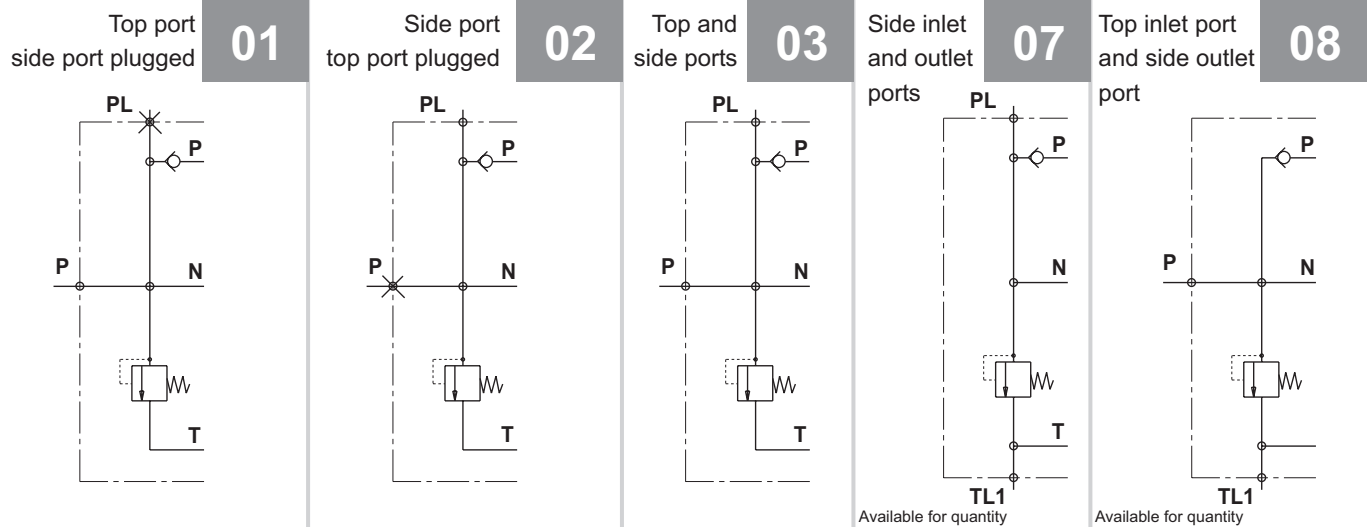 Top port
side port plugged
01
PL
P
P
N
T
Side port
top port plugged
02
PL
P
P
N
T
Top and
side ports
03
PL
P
P
N
T
Side inlet
and outlet
ports
07
PL
P
N
T
TL1
Available for quantity
Top inlet port
and side outlet
port
08
P
P
N
TL1
Available for quantity